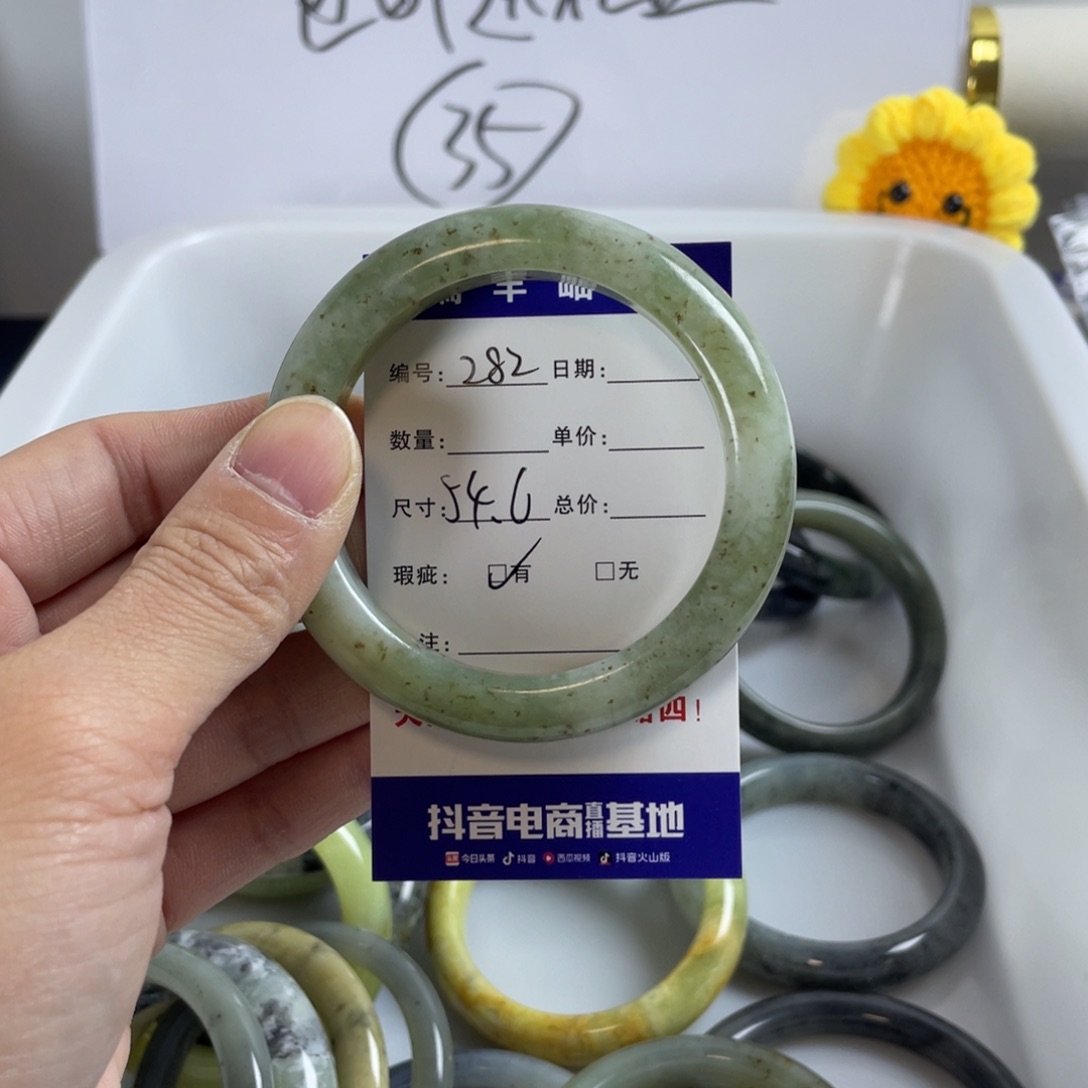 35
编号: 282 日期:
数量: 单价:
尺寸: 54.6 总价:
瑕疵: ☑有 □无
注:
四!
抖音电商直播基地
今日头条 抖音 西瓜视频 抖音火山版